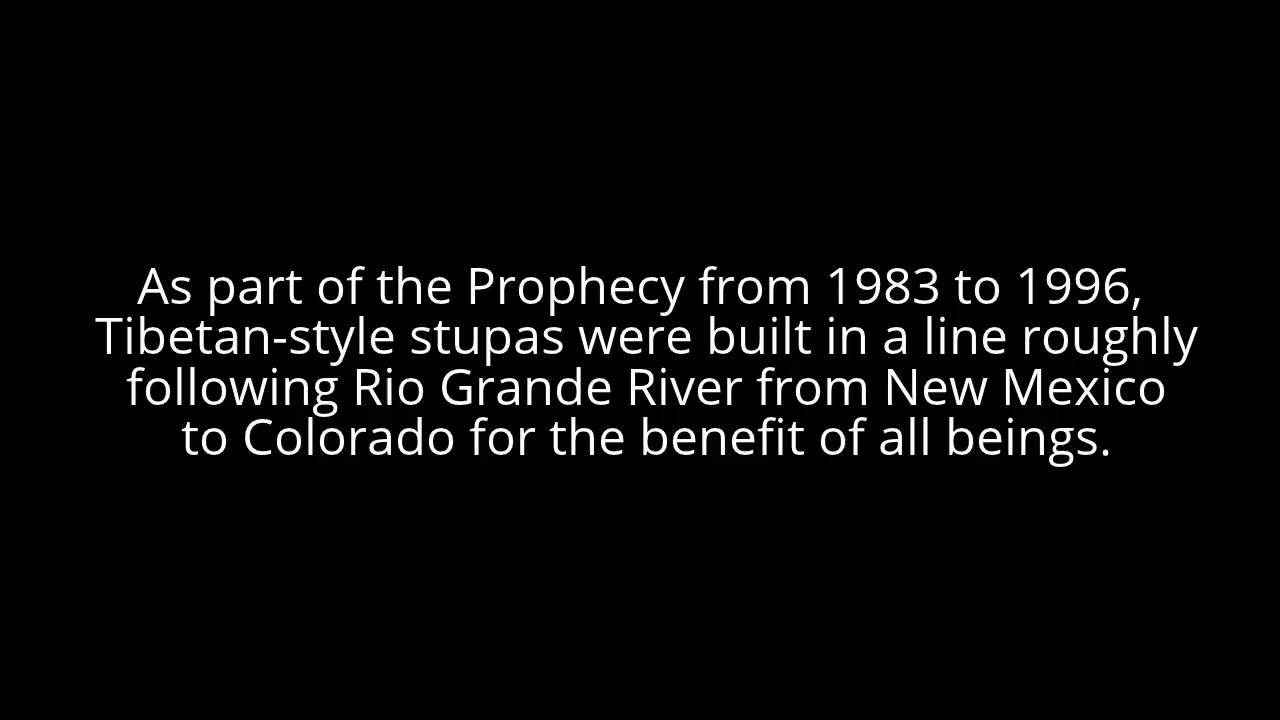 As part of the Prophecy from 1983 to 1996,
Tibetan-style stupas were built in a line roughly
following Rio Grande River from New Mexico
to Colorado for the benefit of all beings.